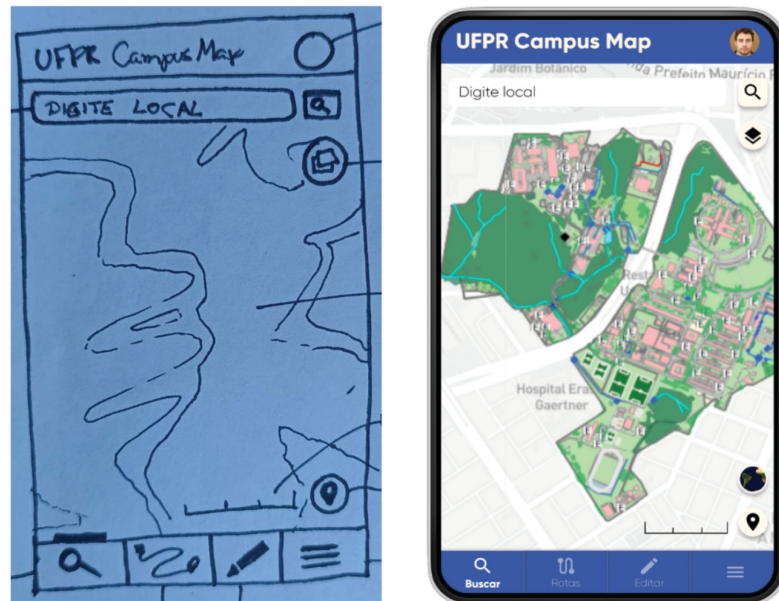 UFPR Campus Map
DIGITE LOCAL
UFPR Campus Map
Jardim Botânico
Prefeito Maurício
Digite local
Hospital
Gaertner
Buscar
Rotas
Editar